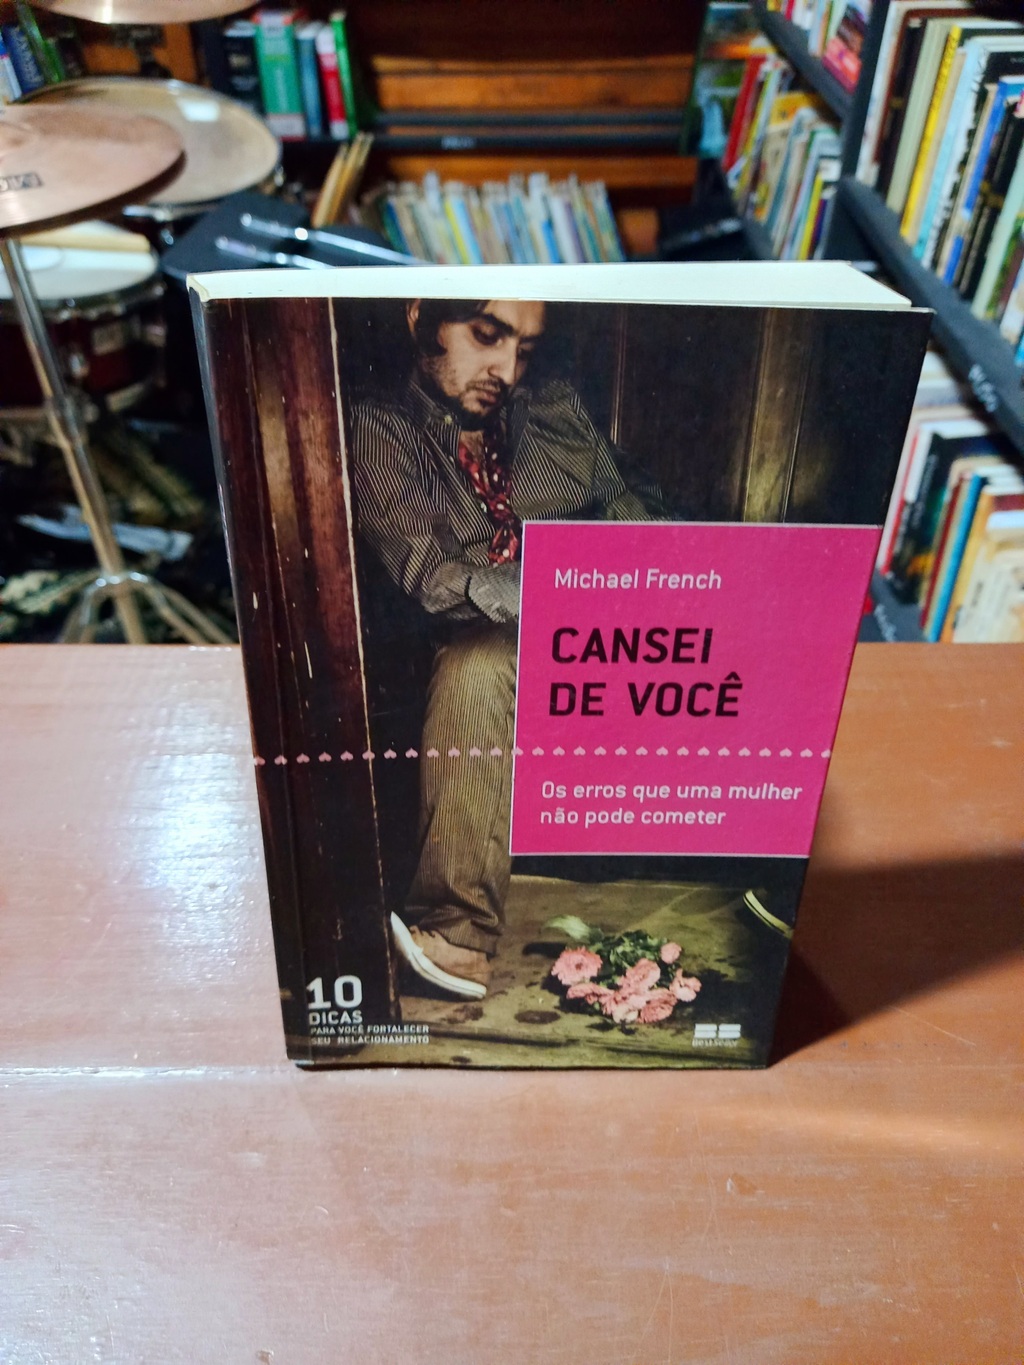 Michael French
CANSEI
DE VOCÊ
Os erros que uma mulher
não pode cometer
10
DICAS
PARA VOCÊ FORTALECER
SEU RELACIONAMENTO
BestSeller